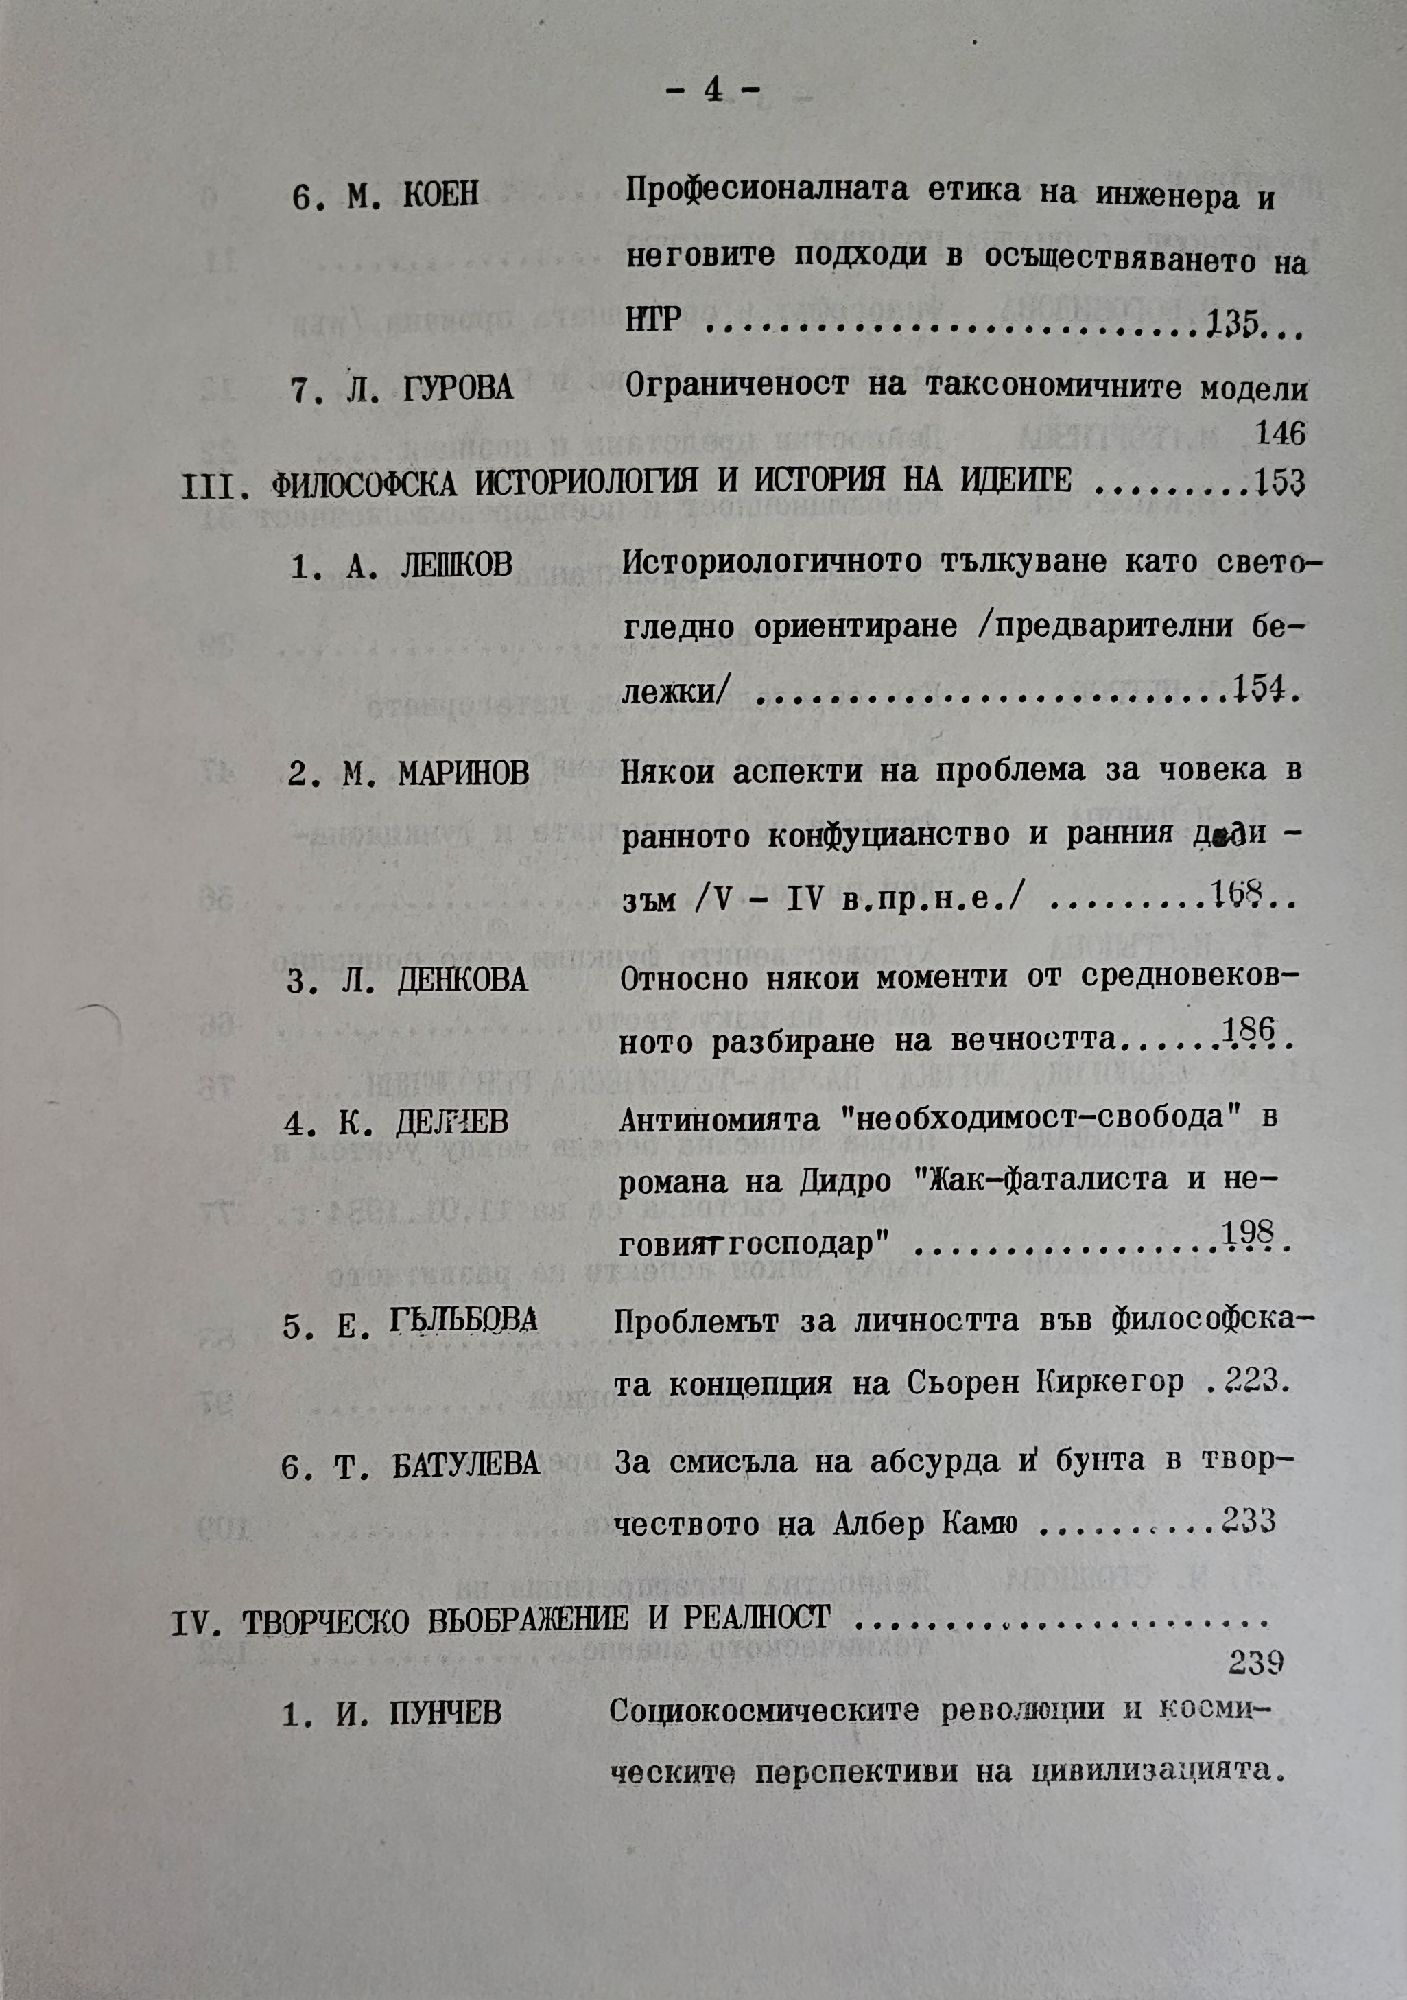 - 4 -
6. М. КОЕН Професионалната етика на инженера и
неговите подходи в осъществяването на
НТР ...........................135...
7. Л. ГУРОВА Ограниченост на таксономичните модели
146
III. ФИЛОСОФСКА ИСТОРИОЛОГИЯ И ИСТОРИЯ НА ИДЕИТЕ .........153
1. А. ЛЕШКОВ Историологичното тълкуване като свето-
гледно ориентиране /предварителни бе-
лежки/ ..........................154.
2. М. МАРИНОВ Някои аспекти на проблема за човека в
ранното конфуцианство и ранния даои -
зъм /V - IV в.пр.н.е./ .........168..
3. Л. ДЕНКОВА Относно някои моменти от средновеков-
ното разбиране на вечността......186.
4. К. ДЕЛЧЕВ Антиномията "необходимост-свобода" в
романа на Дидро "Жак-фаталиста и не-
говият господар" .................198.
5. Е. ГЪЛЪБОВА Проблемът за личността във философска-
та концепция на Сьорен Киркегор .223.
6. Т. БАТУЛЕВА За смисъла на абсурда и бунта в твор-
чеството на Албер Камю ..........233
IV. ТВОРЧЕСКО ВЪОБРАЖЕНИЕ И РЕАЛНОСТ .......................
239
1. И. ПУНЧЕВ Социокосмическите революции и косми-
ческите перспективи на цивилизацията.